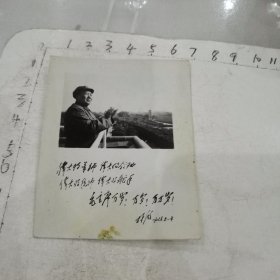 1 2 3 4 5 6 7 8 9 10 11
伟大的导师 伟大的领袖
伟大的统帅 伟大的舵手
毛主席万岁！万岁！万万岁！
林彪